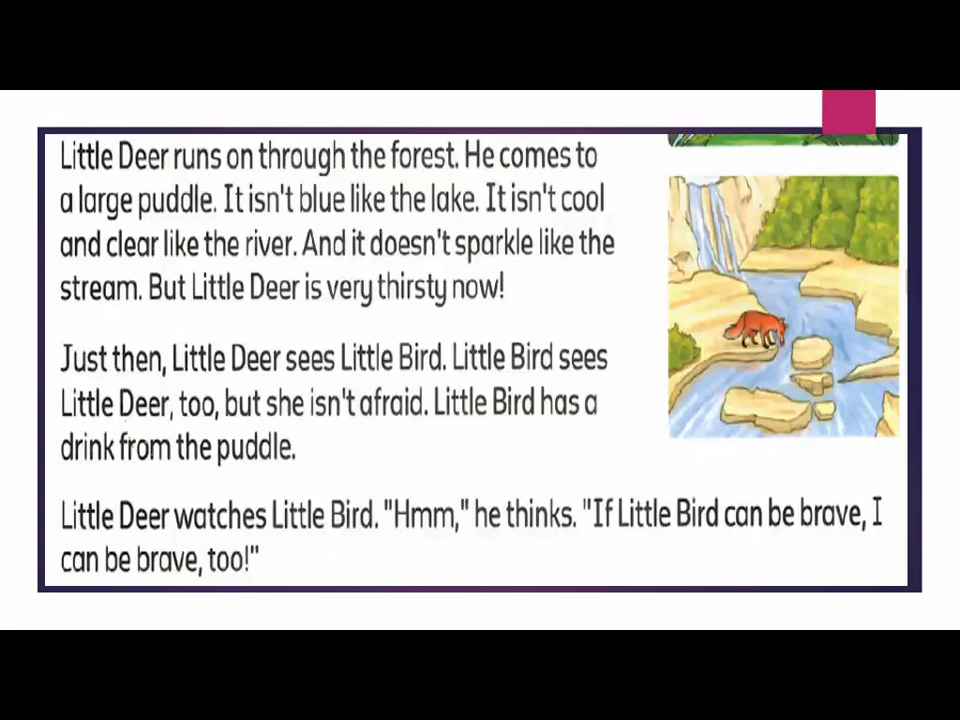 Little Deer runs on through the forest. He comes to
a large puddle. It isn't blue like the lake. It isn't cool
and clear like the river. And it doesn't sparkle like the
stream. But Little Deer is very thirsty now!
Just then, Little Deer sees Little Bird. Little Bird sees
Little Deer, too, but she isn't afraid. Little Bird has a
drink from the puddle.
Little Deer watches Little Bird. "Hmm," he thinks. "If Little Bird can be brave, I
can be brave, too!"